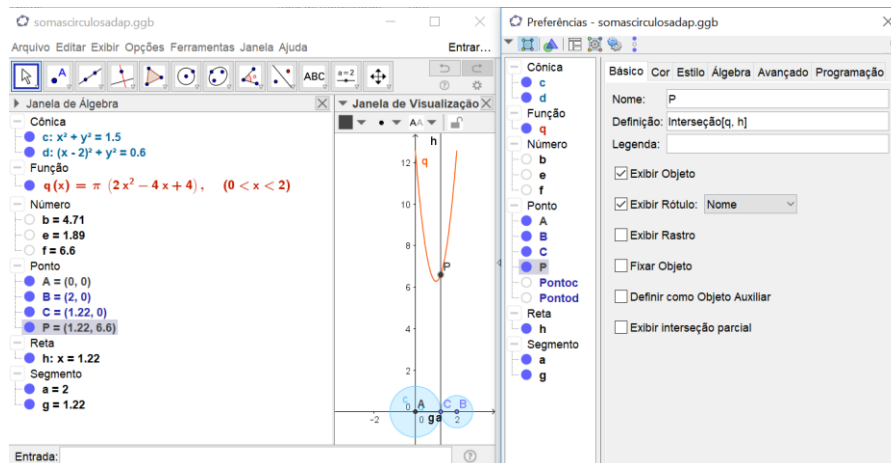 somascirculosadap.ggb
Arquivo Editar Exibir Opções Ferramentas Janela Ajuda
Entrar...
ABC
a=2
Janela de Álgebra
Cônica
c: x² + y² = 1.5
d: (x - 2)² + y² = 0.6
Função
q(x) = π (2 x² − 4 x + 4), (0 < x < 2)
Número
b = 4.71
e = 1.89
f = 6.6
Ponto
A = (0, 0)
B = (2, 0)
C = (1.22, 0)
P = (1.22, 6.6)
Reta
h: x = 1.22
Segmento
a = 2
g = 1.22
Janela de Visualização
AA
h
12
q
10
8
P
6
4
2
c A C B
0
-2 0 g a 2
Entrada:
Preferências - somascirculosadap.ggb
Cônica
c
d
Função
q
Número
b
e
f
Ponto
A
B
C
P
Pontoc
Pontod
Reta
h
Segmento
a
g
Básico Cor Estilo Álgebra Avançado Programação
Nome: P
Definição: Interseção[q, h]
Legenda:
Exibir Objeto
Exibir Rótulo: Nome
Exibir Rastro
Fixar Objeto
Definir como Objeto Auxiliar
Exibir interseção parcial